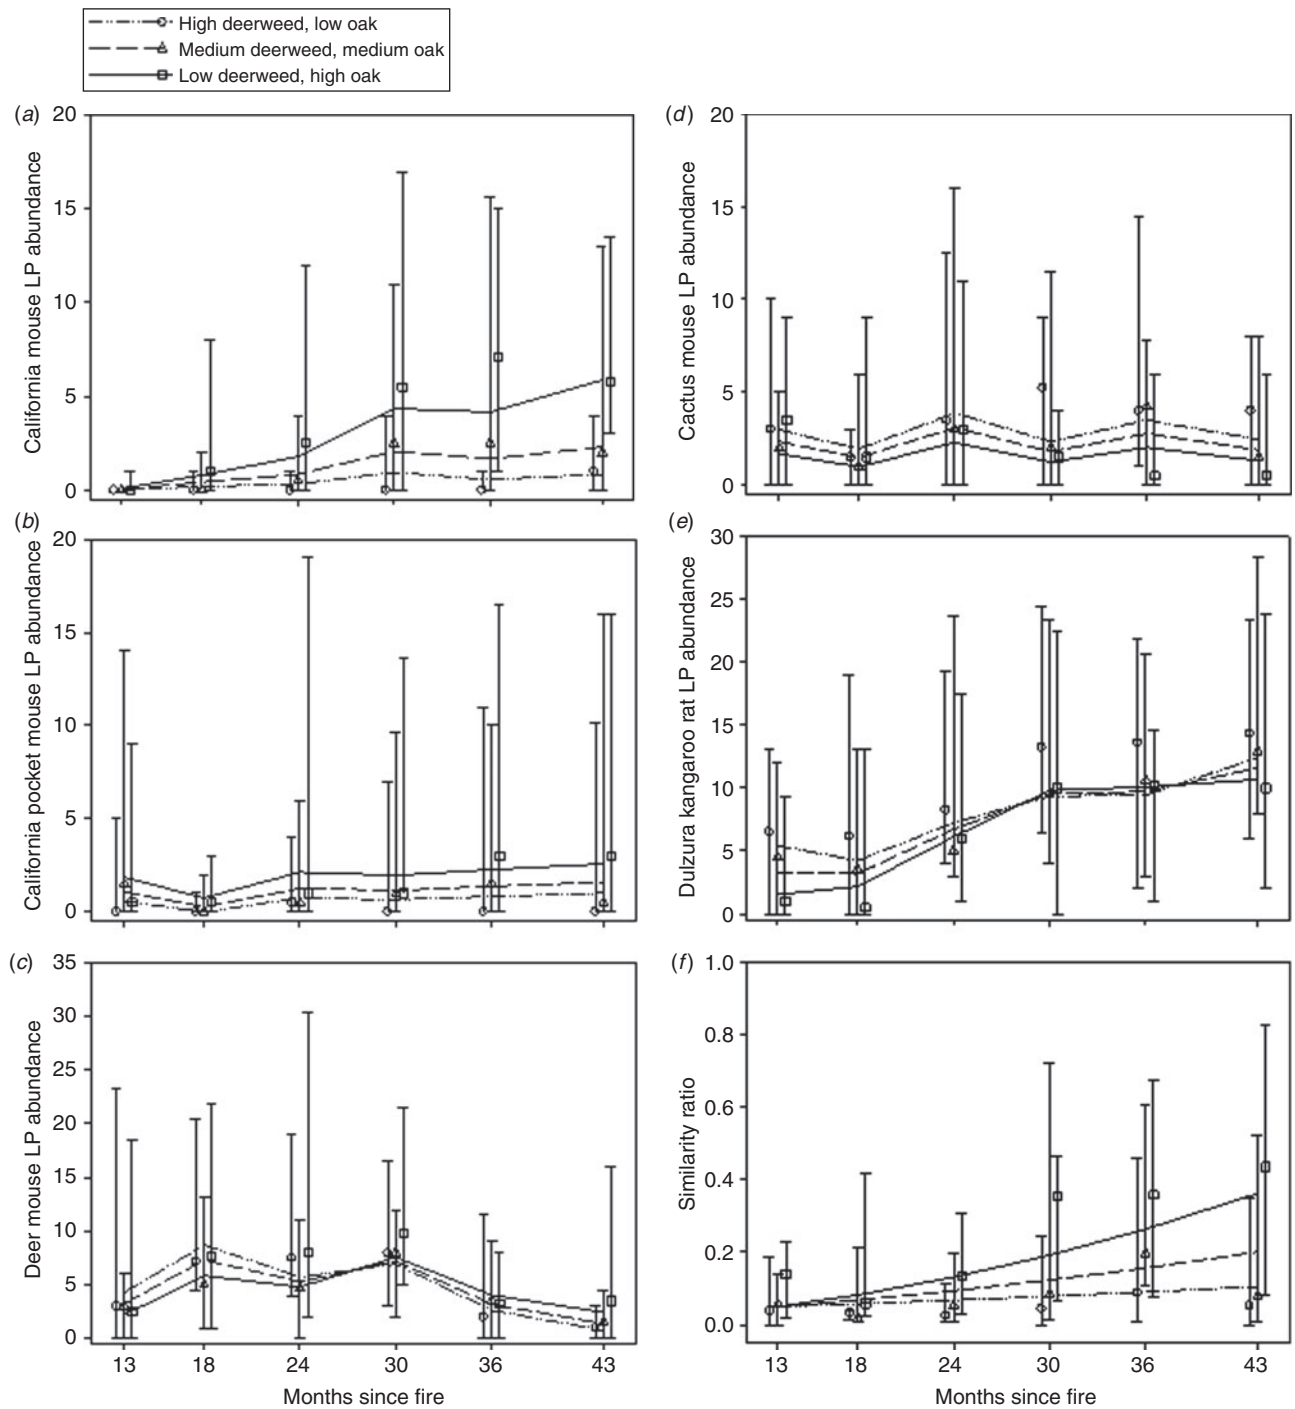 High deerweed, low oak
Medium deerweed, medium oak
Low deerweed, high oak
(a)
California mouse LP abundance
20
15
10
5
0
(b)
California pocket mouse LP abundance
20
15
10
5
0
(c)
Deer mouse LP abundance
35
30
25
20
15
10
5
0
13 18 24 30 36 43
Months since fire
(d)
Cactus mouse LP abundance
20
15
10
5
0
(e)
Dulzura kangaroo rat LP abundance
30
25
20
15
10
5
0
(f)
Similarity ratio
1.0
0.8
0.6
0.4
0.2
0.0
13 18 24 30 36 43
Months since fire